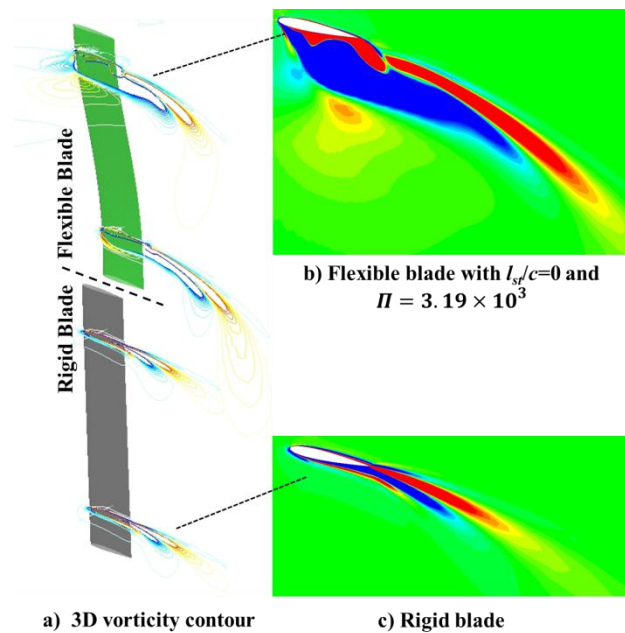 Flexible Blade
Rigid Blade
b) Flexible blade with l_st/c=0 and
Π = 3.19 × 10³
a) 3D vorticity contour
c) Rigid blade